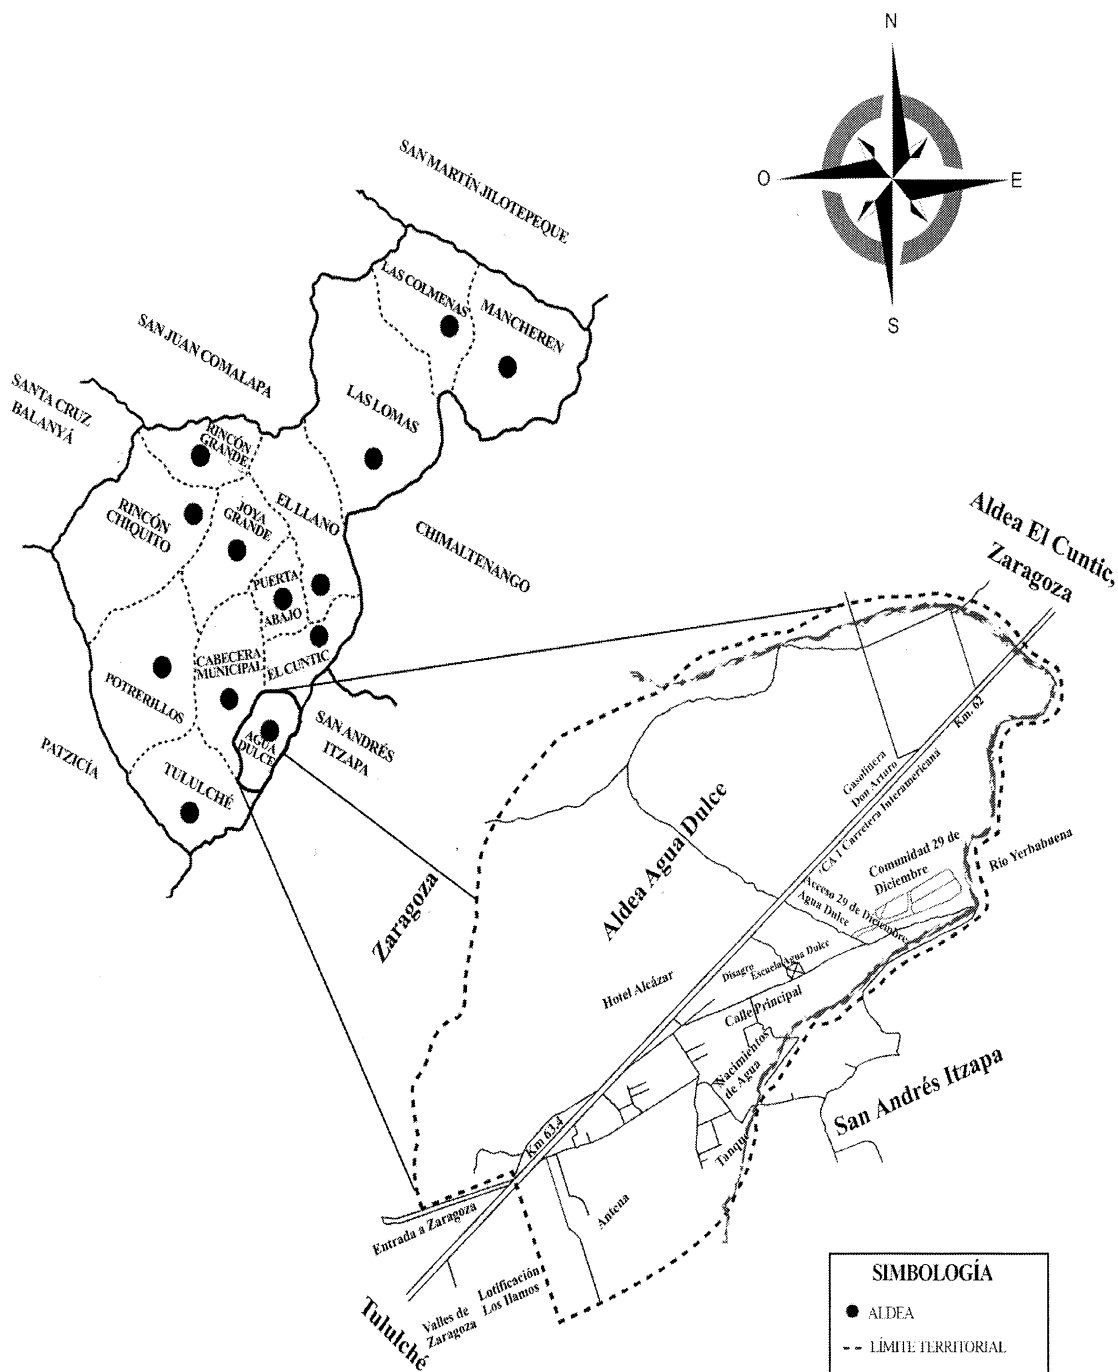 N
O
E
S
SAN MARTÍN JILOTEPEQUE
LAS COLMENAS
MANCHEREN
SAN JUAN COMALAPA
SANTA CRUZ
BALANYÁ
LAS LOMAS
RINCÓN
GRANDE
RINCÓN
CHIQUITO
JOYA
GRANDE
EL LLANO
CHIMALTENANGO
PUERTA
ABAJO
CABECERA
MUNICIPAL
EL CUNTIC
POTRERILLOS
AGUA
DULCE
SAN ANDRÉS
ITZAPA
PATZICÍA
TULULCHÉ
Aldea El Cuntic,
Zaragoza
Km. 62
Gasolinera
Don Arturo
CA 1 Carretera Interamericana
Aldea Agua Dulce
Zaragoza
Comunidad 29 de
Diciembre
Río Yerbabuena
Acceso 29 de Diciembre
Agua Dulce
Disagro
Escuela Agua Dulce
Hotel Alcázar
Calle Principal
Nacimientos
de Agua
San Andrés Itzapa
Km 63.4
Tanque
Antena
Entrada a Zaragoza
Lotificación
Los Ilamos
Valles de
Zaragoza
Tululché
SIMBOLOGÍA
ALDEA
LÍMITE TERRITORIAL